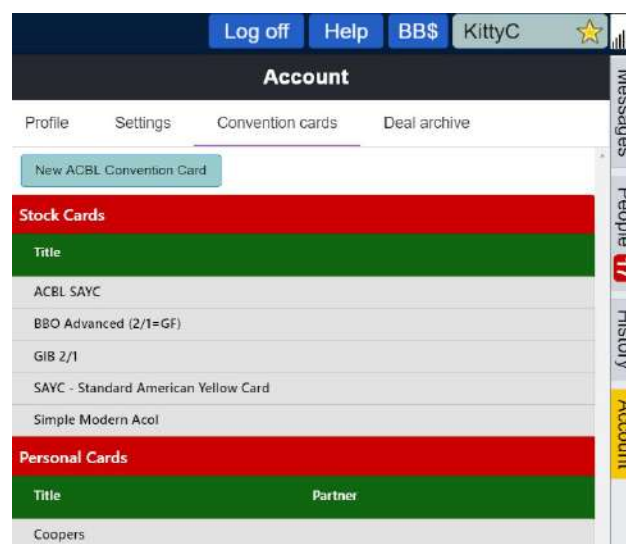 Log off Help BB$ KittyC
Account
Profile Settings Convention cards Deal archive
New ACBL Convention Card
Stock Cards
Title
ACBL SAYC
BBO Advanced (2/1=GF)
GIB 2/1
SAYC - Standard American Yellow Card
Simple Modern Acol
Personal Cards
Title Partner
Coopers
Messages
People
History
Account